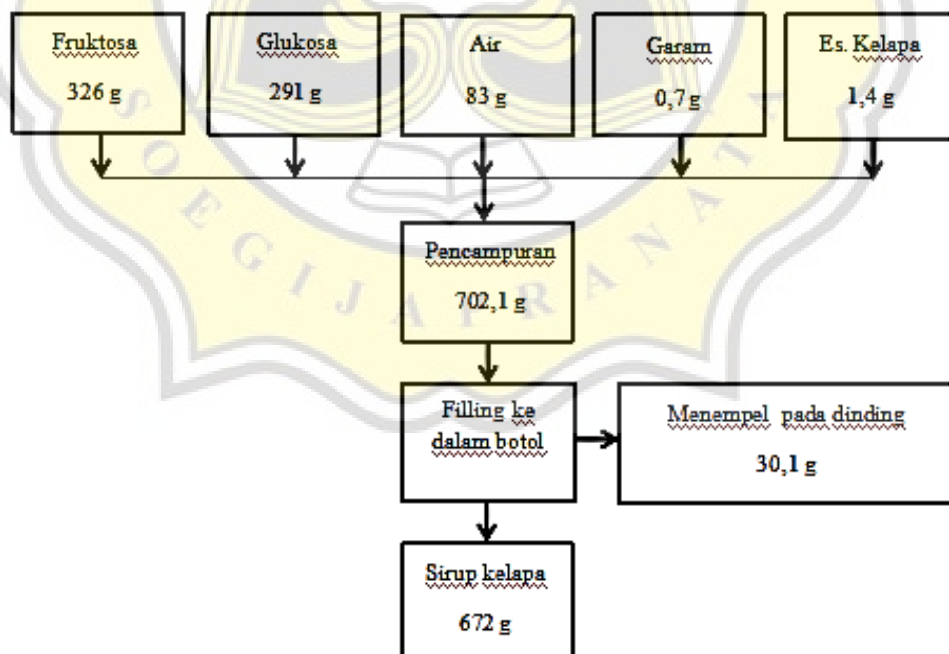 Fruktosa
326 g
Glukosa
291 g
Air
83 g
Garam
0,7 g
Es. Kelapa
1,4 g
SOEGIJAPRANATA
Pencampuran
702,1 g
Filling ke
dalam botol
Menempel pada dinding
30,1 g
Sirup kelapa
672 g